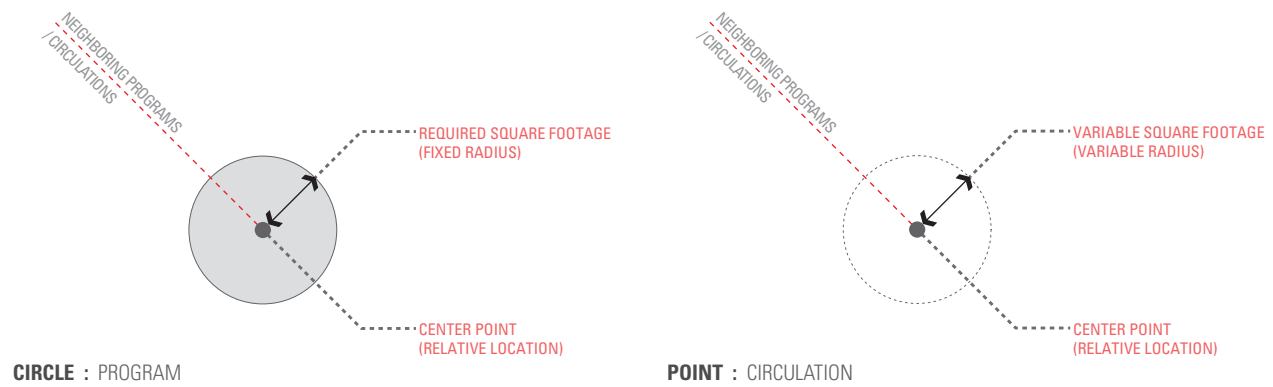 NEIGHBORING PROGRAMS
/ CIRCULATIONS
REQUIRED SQUARE FOOTAGE
(FIXED RADIUS)
CENTER POINT
(RELATIVE LOCATION)
CIRCLE : PROGRAM
NEIGHBORING PROGRAMS
/ CIRCULATIONS
VARIABLE SQUARE FOOTAGE
(VARIABLE RADIUS)
CENTER POINT
(RELATIVE LOCATION)
POINT : CIRCULATION